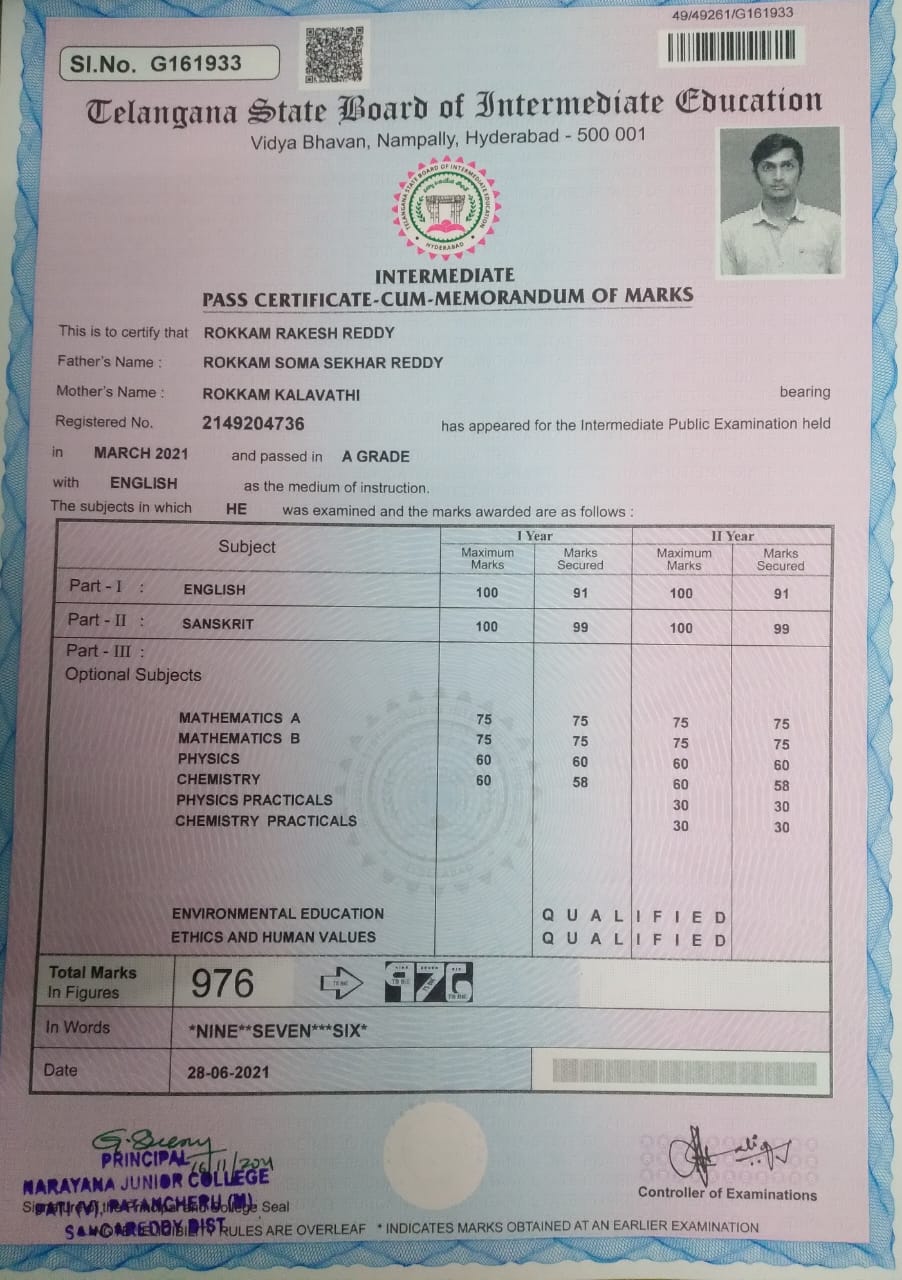 49/49261/G161933
Sl.No. G161933
Telangana State Board of Intermediate Education
Vidya Bhavan, Nampally, Hyderabad - 500 001
TELANGANA STATE BOARD OF INTERMEDIATE EDUCATION
HYDERABAD
INTERMEDIATE
PASS CERTIFICATE-CUM-MEMORANDUM OF MARKS
This is to certify that ROKKAM RAKESH REDDY
Father's Name : ROKKAM SOMA SEKHAR REDDY
Mother's Name : ROKKAM KALAVATHI bearing
Registered No. 2149204736 has appeared for the Intermediate Public Examination held
in MARCH 2021 and passed in A GRADE
with ENGLISH as the medium of instruction.
The subjects in which HE was examined and the marks awarded are as follows :
Subject I Year II Year
Maximum Marks Marks Secured Maximum Marks Marks Secured
Part - I : ENGLISH 100 91 100 91
Part - II : SANSKRIT 100 99 100 99
Part - III :
Optional Subjects
MATHEMATICS A 75 75 75 75
MATHEMATICS B 75 75 75 75
PHYSICS 60 60 60 60
CHEMISTRY 60 58 60 58
PHYSICS PRACTICALS 30 30
CHEMISTRY PRACTICALS 30 30
ENVIRONMENTAL EDUCATION Q U A L I F I E D
ETHICS AND HUMAN VALUES Q U A L I F I E D
Total Marks In Figures 976 976
In Words *NINE**SEVEN***SIX*
Date 28-06-2021
PRINCIPAL 16/11/2021
NARAYANA JUNIOR COLLEGE
PATI(V), PATANCHERU (M),
Signature of the Principal and College Seal
SANGAREDDY DIST.
Controller of Examinations
RULES ARE OVERLEAF * INDICATES MARKS OBTAINED AT AN EARLIER EXAMINATION